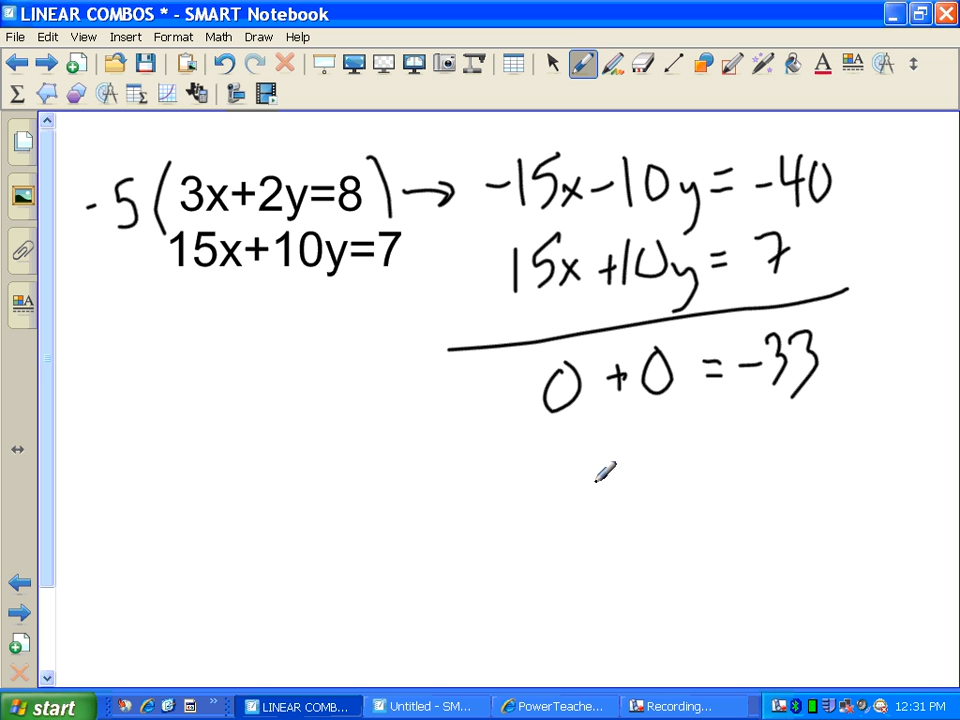 LINEAR COMBOS * - SMART Notebook
File Edit View Insert Format Math Draw Help
-5(3x+2y=8) → -15x-10y=-40
15x+10y=7 15x+10y=7
0+0=-33
start LINEAR COMB... Untitled - SM... PowerTeache... Recording... 12:31 PM